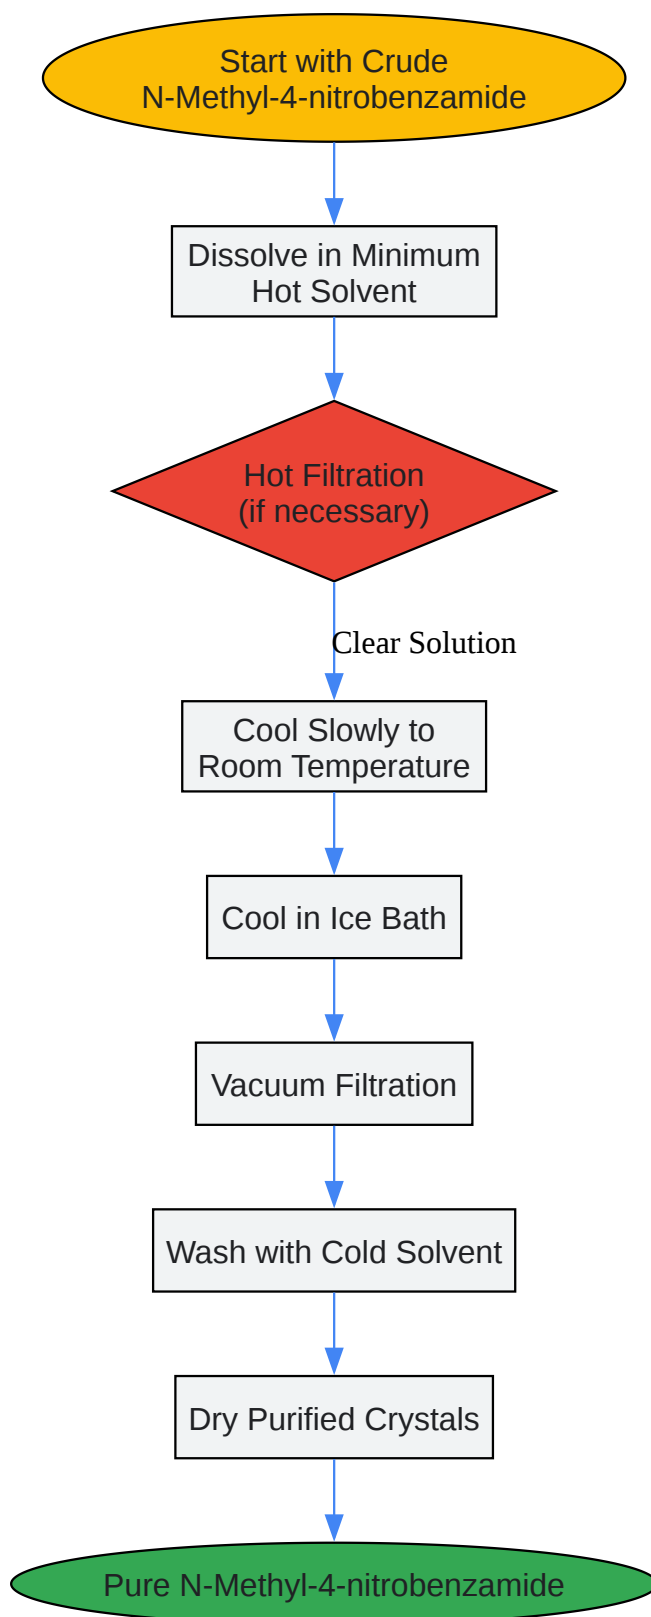 Start with Crude
N-Methyl-4-nitrobenzamide
Dissolve in Minimum
Hot Solvent
Hot Filtration
(if necessary)
Clear Solution
Cool Slowly to
Room Temperature
Cool in Ice Bath
Vacuum Filtration
Wash with Cold Solvent
Dry Purified Crystals
Pure N-Methyl-4-nitrobenzamide